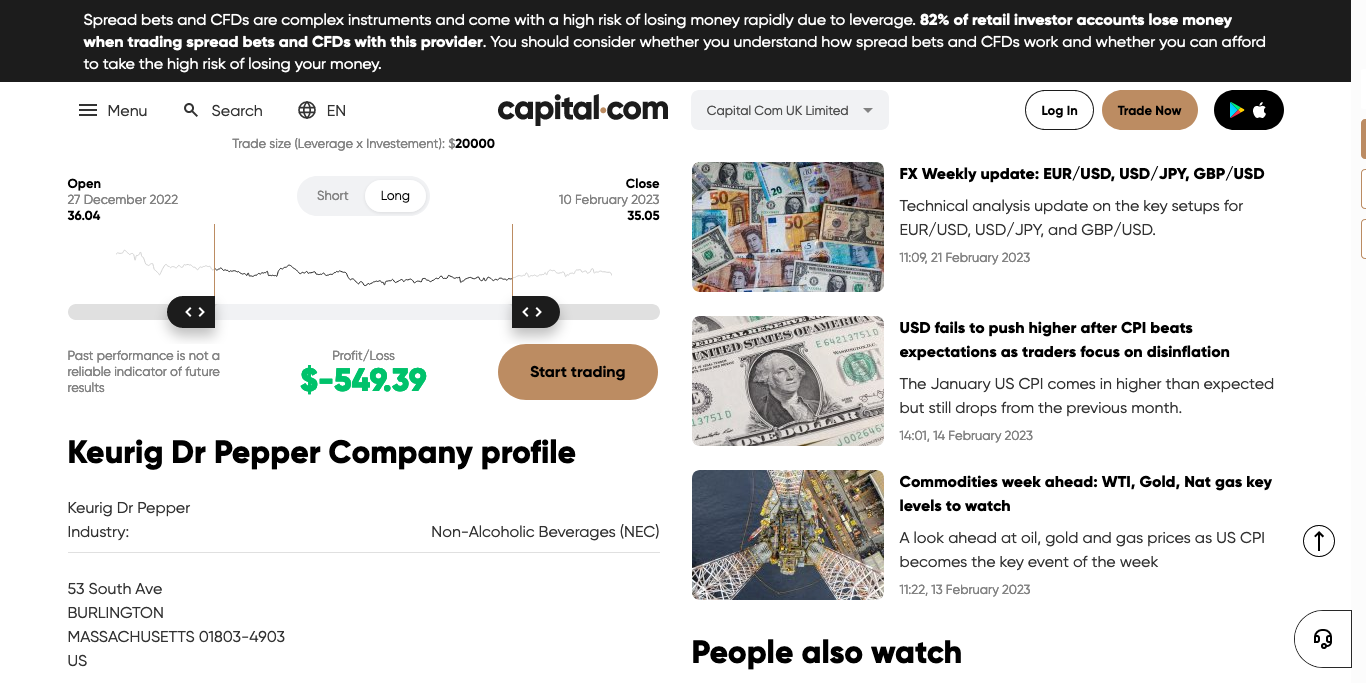 Spread bets and CFDs are complex instruments and come with a high risk of losing money rapidly due to leverage. 82% of retail investor accounts lose money
when trading spread bets and CFDs with this provider. You should consider whether you understand how spread bets and CFDs work and whether you can afford
to take the high risk of losing your money.
Menu
Search
EN
capital.com
Capital Com UK Limited
Log In
Trade Now
Trade size (Leverage x Investement): $20000
Open
27 December 2022
36.04
Short
Long
Close
10 February 2023
35.05
Past performance is not a
reliable indicator of future
results
Profit/Loss
$-549.39
Start trading
Keurig Dr Pepper Company profile
Keurig Dr Pepper
Industry:
Non-Alcoholic Beverages (NEC)
53 South Ave
BURLINGTON
MASSACHUSETTS 01803-4903
US
FX Weekly update: EUR/USD, USD/JPY, GBP/USD
Technical analysis update on the key setups for
EUR/USD, USD/JPY, and GBP/USD.
11:09, 21 February 2023
USD fails to push higher after CPI beats
expectations as traders focus on disinflation
The January US CPI comes in higher than expected
but still drops from the previous month.
14:01, 14 February 2023
Commodities week ahead: WTI, Gold, Nat gas key
levels to watch
A look ahead at oil, gold and gas prices as US CPI
becomes the key event of the week
11:22, 13 February 2023
People also watch